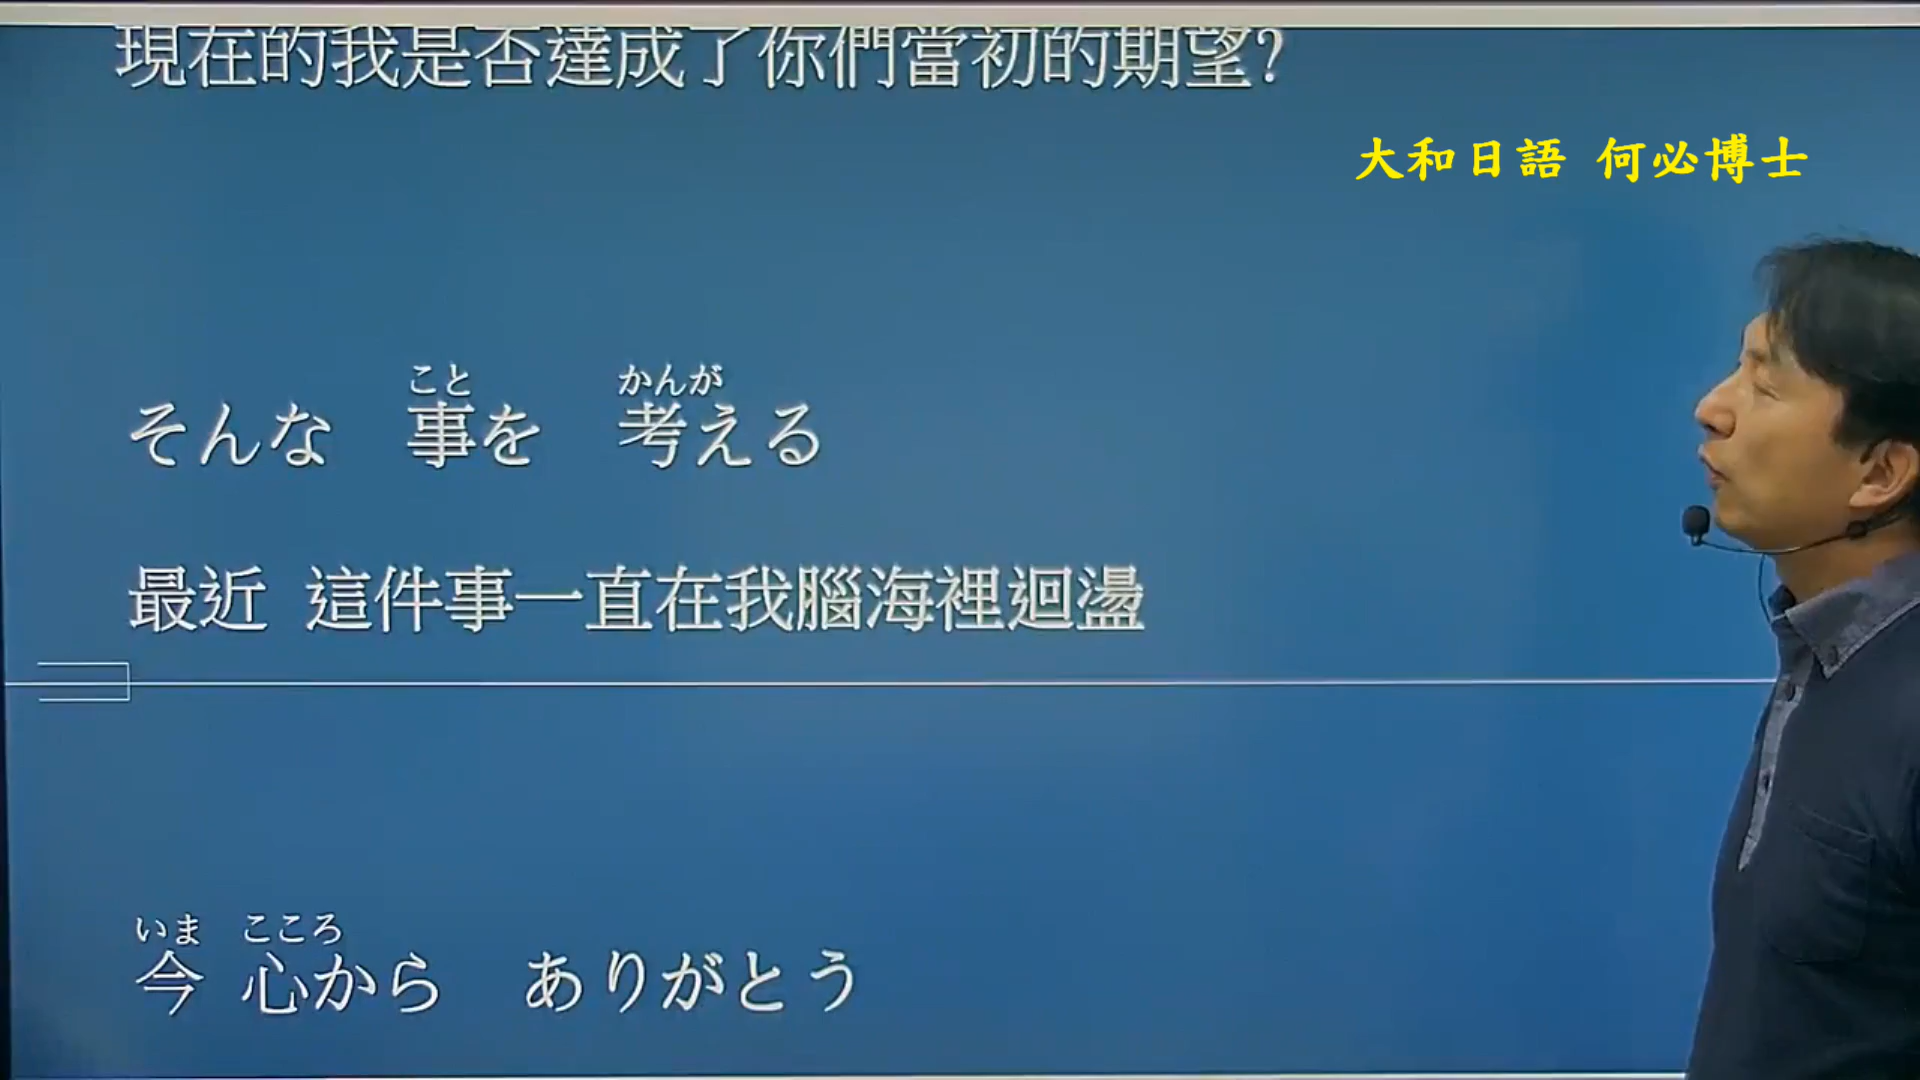 現在的我是否達成了你們當初的期望?
大和日語 何必博士
こと かんが
そんな 事を 考える
最近 這件事一直在我腦海裡迴盪
いま こころ
今 心から ありがとう